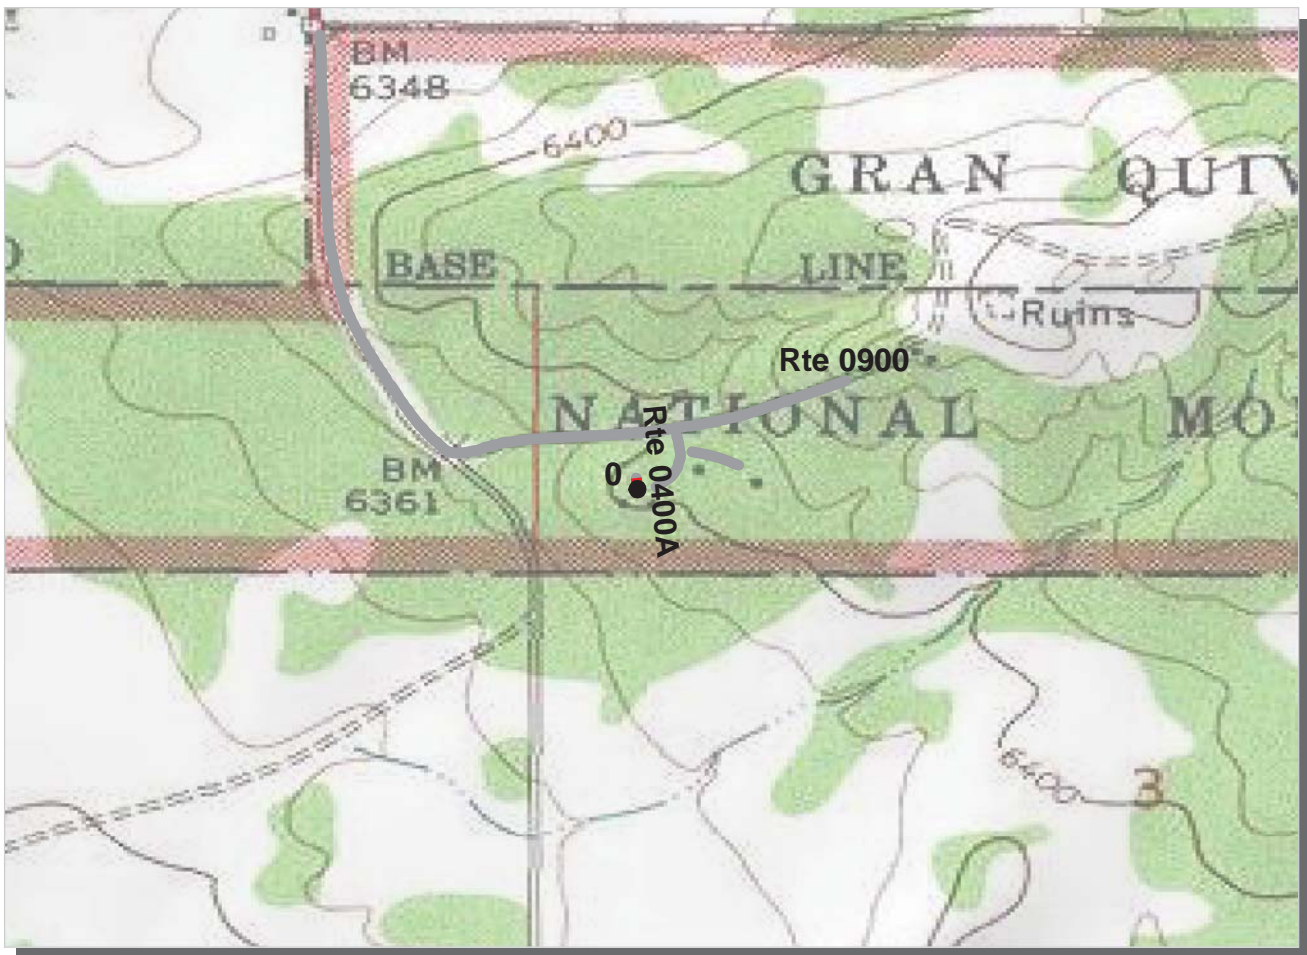 BM
6348
6400
GRAN QUIV
BASE LINE
Ruins
Rte 0900
NATIONAL MO
Rte 0400A
0
BM
6361
6400
3